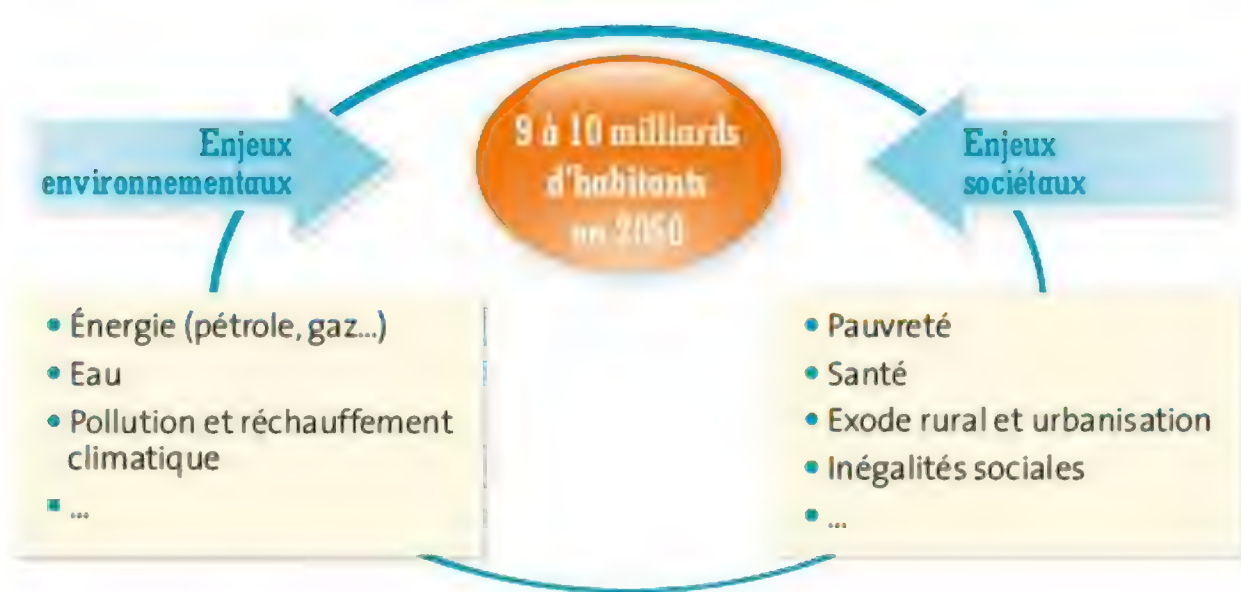 9 à 10 milliards
d'habitants
en 2050
Enjeux
environnementaux
Enjeux
sociétaux
• Énergie (pétrole, gaz...)
• Eau
• Pollution et réchauffement
climatique
• ...
• Pauvreté
• Santé
• Exode rural et urbanisation
• Inégalités sociales
• ...